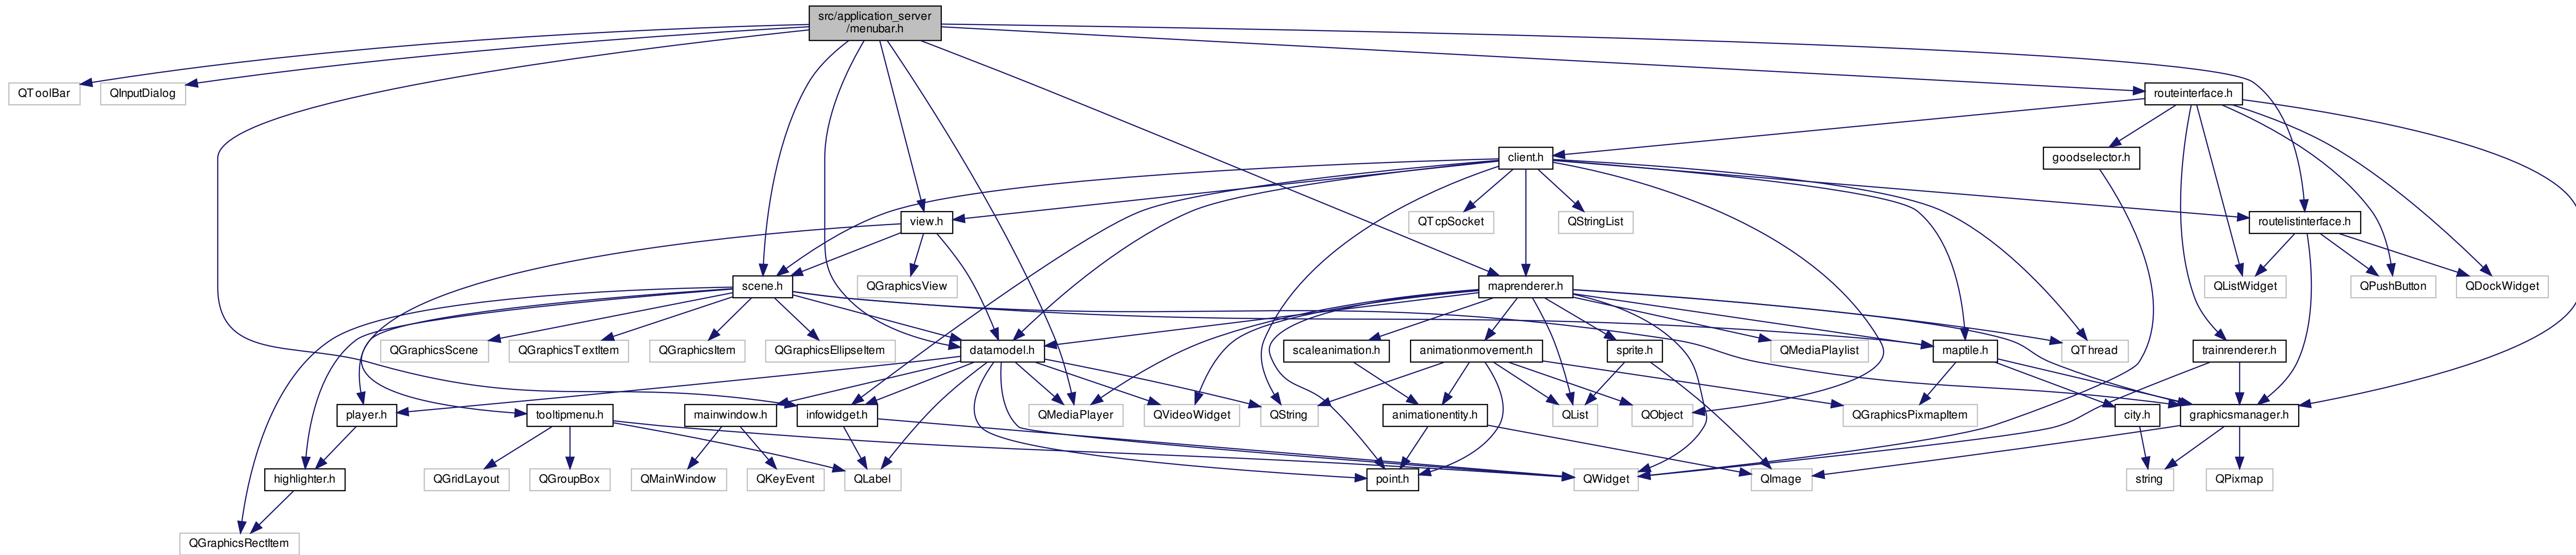 src/application_server
/menubar.h
QToolBar
QInputDialog
routeinterface.h
client.h
goodselector.h
view.h
QTcpSocket
QStringList
routelistinterface.h
scene.h
QGraphicsView
maprenderer.h
QListWidget
QPushButton
QDockWidget
QGraphicsScene
QGraphicsTextItem
QGraphicsItem
QGraphicsEllipseItem
datamodel.h
scaleanimation.h
animationmovement.h
sprite.h
QMediaPlaylist
maptile.h
QThread
trainrenderer.h
player.h
tooltipmenu.h
mainwindow.h
infowidget.h
QMediaPlayer
QVideoWidget
QString
animationentity.h
QList
QObject
QGraphicsPixmapItem
city.h
graphicsmanager.h
highlighter.h
QGridLayout
QGroupBox
QMainWindow
QKeyEvent
QLabel
point.h
QWidget
QImage
string
QPixmap
QGraphicsRectItem